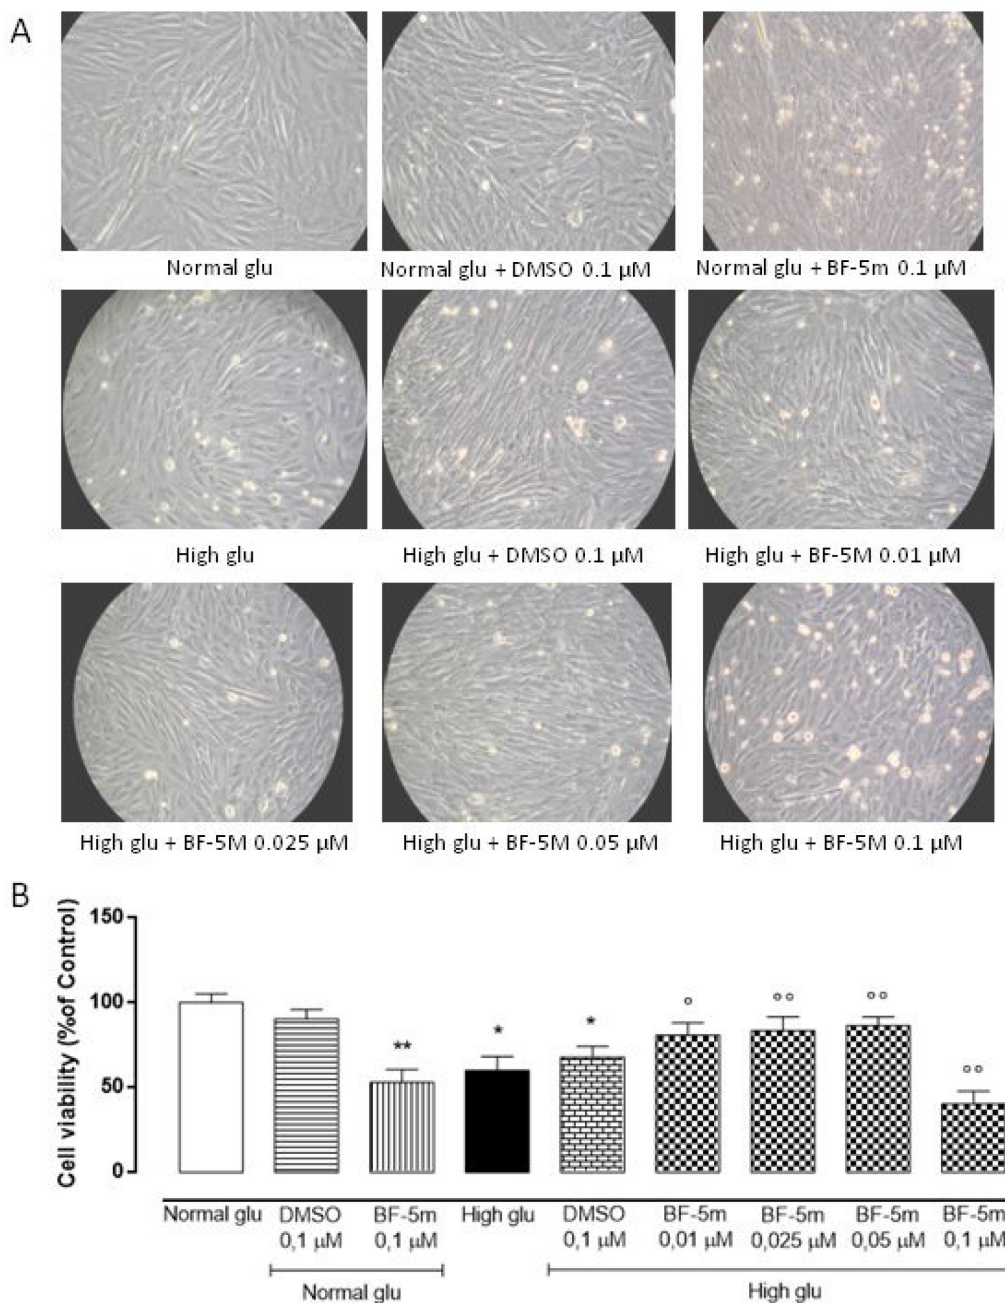 A
Normal glu
Normal glu + DMSO 0.1 µM
Normal glu + BF-5m 0.1 µM
High glu
High glu + DMSO 0.1 µM
High glu + BF-5M 0.01 µM
High glu + BF-5M 0.025 µM
High glu + BF-5M 0.05 µM
High glu + BF-5M 0.1 µM
B
Cell viability (%of Control)
150
100
50
0
**
*
*
°
°°
°°
°°
Normal glu
DMSO
0,1 µM
BF-5m
0,1 µM
High glu
DMSO
0,1 µM
BF-5m
0,01 µM
BF-5m
0,025 µM
BF-5m
0,05 µM
BF-5m
0,1 µM
Normal glu
High glu